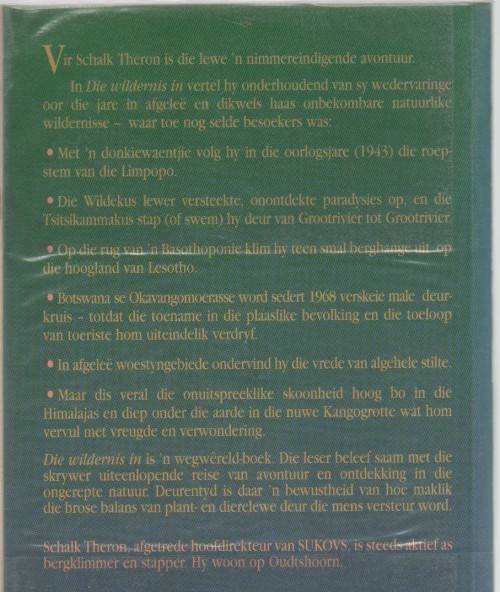 Vir Schalk Theron is die lewe 'n nimmereindigende avontuur.
In Die wildernis in vertel hy onderhoudend van sy wedervaringe
oor die jare in afgeleë en dikwels haas onbekombare natuurlike
wildernisse – waar toe nog selde besoekers was:
• Met 'n donkiewaentjie volg hy in die oorlogsjare (1943) die roep-
stem van die Limpopo.
• Die Wildekus lewer versteekte, onontdekte paradysies op, en die
Tsitsikammakus stap (of swem) hy deur van Grootrivier tot Grootrivier.
• Op die rug van 'n Basothoponie klim hy teen smal berghange uit op
die hoogland van Lesotho.
• Botswana se Okavangomoerasse word sedert 1968 verskeie male deur-
kruis – totdat die toename in die plaaslike bevolking en die toeloop
van toeriste hom uiteindelik verdryf.
• In afgeleë woestyngebiede ondervind hy die vrede van algehele stilte.
• Maar dis veral die onuitspreeklike skoonheid hoog bo in die
Himalajas en diep onder die aarde in die nuwe Kangogrotte wat hom
vervul met vreugde en verwondering.
Die wildernis in is 'n wegwêreld-boek. Die leser beleef saam met die
skrywer uiteenlopende reise van avontuur en ontdekking in die
ongerepte natuur. Deurentyd is daar 'n bewustheid van hoe maklik
die brose balans van plant- en dierelewe deur die mens versteur word.
Schalk Theron, afgetrede hoofdirekteur van SUKOVS, is steeds aktief as
bergklimmer en stapper. Hy woon op Oudtshoorn.